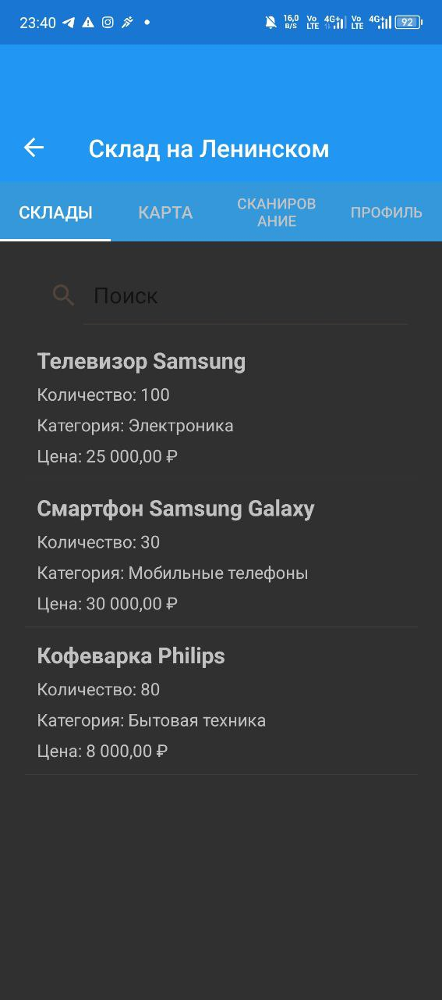 23:40 16,0 B/S Vo LTE 4G+ Vo LTE 4G+ 92
Склад на Ленинском
СКЛАДЫ КАРТА СКАНИРОВ
АНИЕ ПРОФИЛЬ
Поиск
Телевизор Samsung
Количество: 100
Категория: Электроника
Цена: 25 000,00 ₽
Смартфон Samsung Galaxy
Количество: 30
Категория: Мобильные телефоны
Цена: 30 000,00 ₽
Кофеварка Philips
Количество: 80
Категория: Бытовая техника
Цена: 8 000,00 ₽